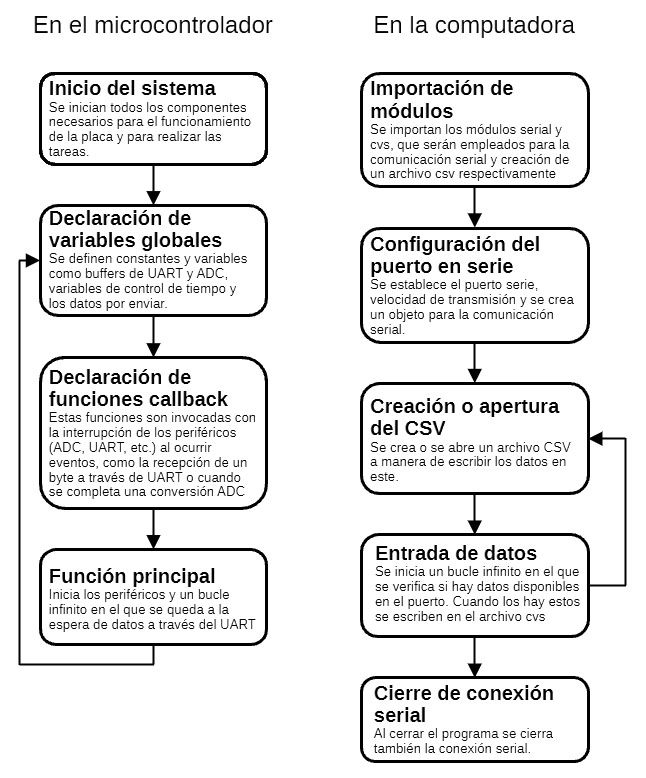 En el microcontrolador
Inicio del sistema
Se inician todos los componentes
necesarios para el funcionamiento
de la placa y para realizar las
tareas.
Declaración de
variables globales
Se definen constantes y variables
como buffers de UART y ADC,
variables de control de tiempo y
los datos por enviar.
Declaración de
funciones callback
Estas funciones son invocadas con
la interrupción de los periféricos
(ADC, UART, etc.) al ocurrir
eventos, como la recepción de un
byte a través de UART o cuando
se completa una conversión ADC
Función principal
Inicia los periféricos y un bucle
infinito en el que se queda a la
espera de datos a través del UART
En la computadora
Importación de
módulos
Se importan los módulos serial y
cvs, que serán empleados para la
comunicación serial y creación de
un archivo csv respectivamente
Configuración del
puerto en serie
Se establece el puerto serie,
velocidad de transmisión y se crea
un objeto para la comunicación
serial.
Creación o apertura
del CSV
Se crea o se abre un archivo CSV
a manera de escribir los datos en
este.
Entrada de datos
Se inicia un bucle infinito en el que
se verifica si hay datos disponibles
en el puerto. Cuando los hay estos
se escriben en el archivo cvs
Cierre de conexión
serial
Al cerrar el programa se cierra
también la conexión serial.